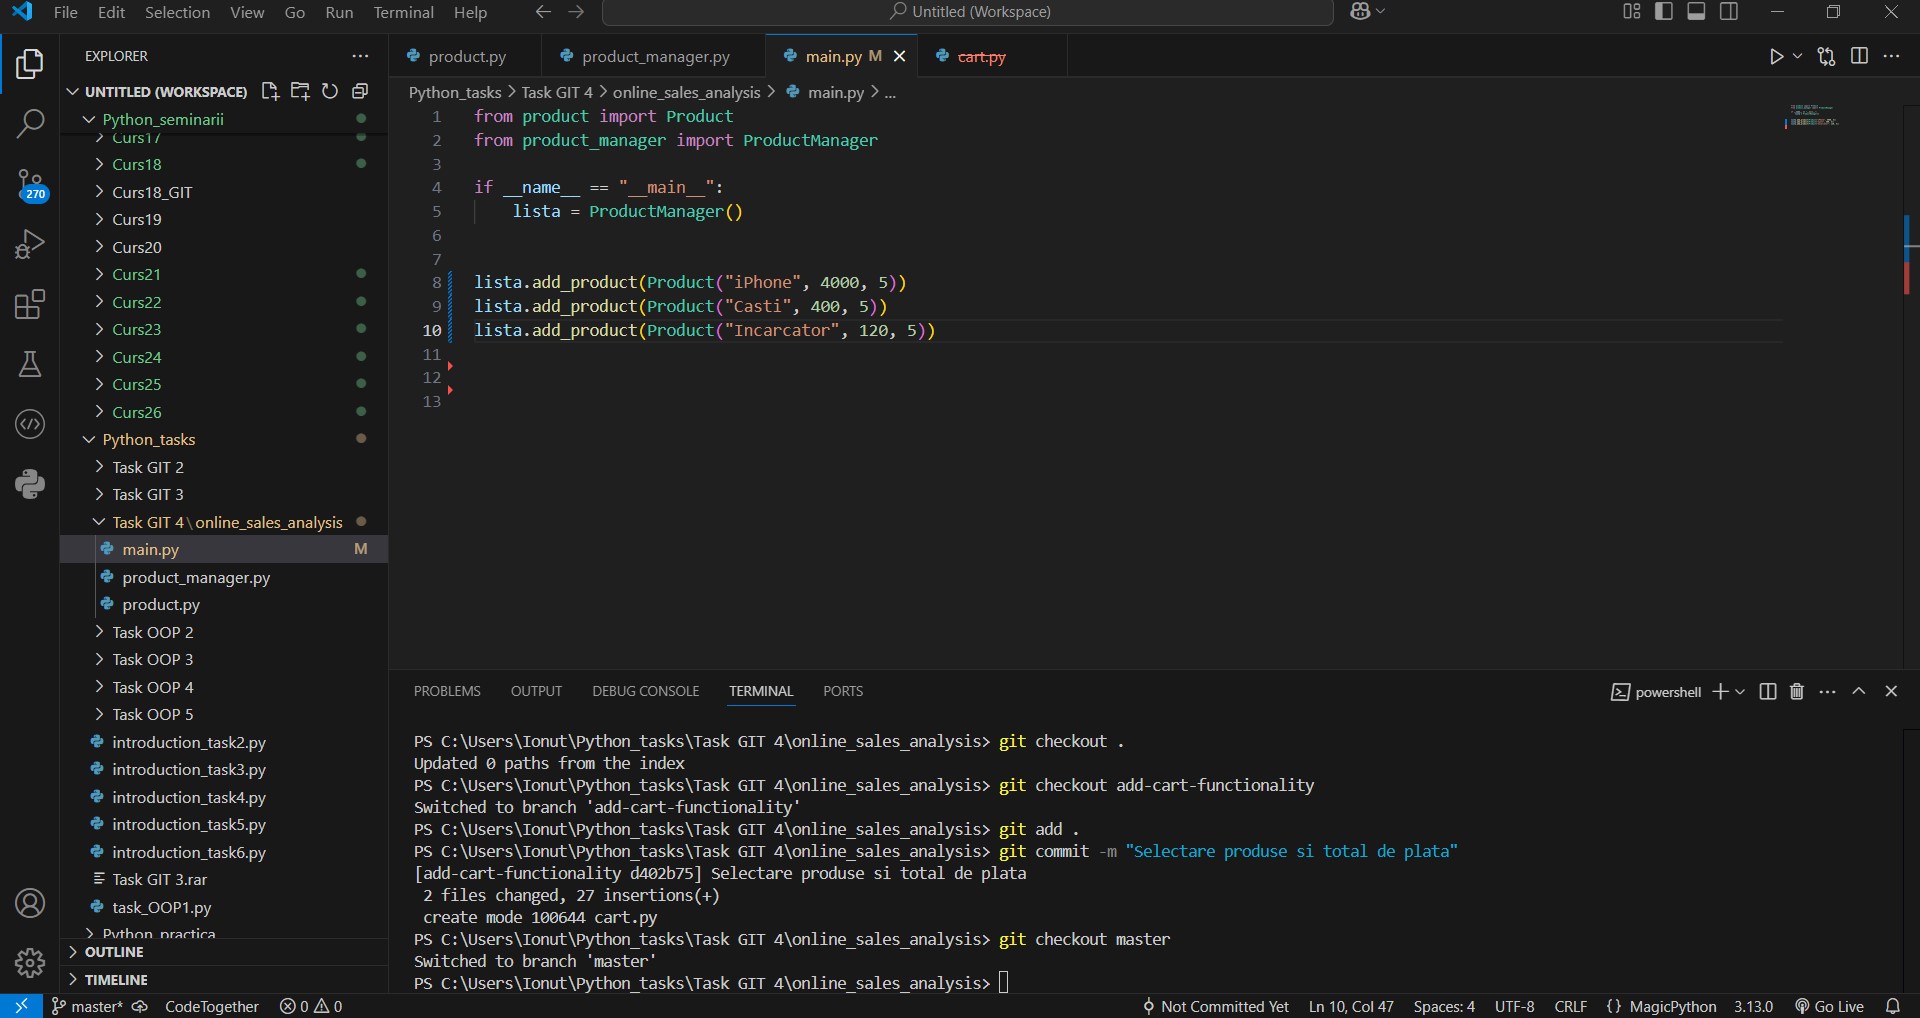 File Edit Selection View Go Run Terminal Help
Untitled (Workspace)
EXPLORER
UNTITLED (WORKSPACE)
Python_seminarii
Curs17
Curs18
Curs18_GIT
Curs19
Curs20
Curs21
Curs22
Curs23
Curs24
Curs25
Curs26
Python_tasks
Task GIT 2
Task GIT 3
Task GIT 4\online_sales_analysis
main.py M
product_manager.py
product.py
Task OOP 2
Task OOP 3
Task OOP 4
Task OOP 5
introduction_task2.py
introduction_task3.py
introduction_task4.py
introduction_task5.py
introduction_task6.py
Task GIT 3.rar
task_OOP1.py
Python_practica
OUTLINE
TIMELINE
270
product.py product_manager.py main.py M cart.py
Python_tasks > Task GIT 4 > online_sales_analysis > main.py > ...
1 from product import Product
2 from product_manager import ProductManager
3
4 if __name__ == "__main__":
5 lista = ProductManager()
6
7
8 lista.add_product(Product("iPhone", 4000, 5))
9 lista.add_product(Product("Casti", 400, 5))
10 lista.add_product(Product("Incarcator", 120, 5))
11
12
13
PROBLEMS OUTPUT DEBUG CONSOLE TERMINAL PORTS
powershell
PS C:\Users\Ionut\Python_tasks\Task GIT 4\online_sales_analysis> git checkout .
Updated 0 paths from the index
PS C:\Users\Ionut\Python_tasks\Task GIT 4\online_sales_analysis> git checkout add-cart-functionality
Switched to branch 'add-cart-functionality'
PS C:\Users\Ionut\Python_tasks\Task GIT 4\online_sales_analysis> git add .
PS C:\Users\Ionut\Python_tasks\Task GIT 4\online_sales_analysis> git commit -m "Selectare produse si total de plata"
[add-cart-functionality d402b75] Selectare produse si total de plata
2 files changed, 27 insertions(+)
create mode 100644 cart.py
PS C:\Users\Ionut\Python_tasks\Task GIT 4\online_sales_analysis> git checkout master
Switched to branch 'master'
PS C:\Users\Ionut\Python_tasks\Task GIT 4\online_sales_analysis>
master* CodeTogether 0 0 Not Committed Yet Ln 10, Col 47 Spaces: 4 UTF-8 CRLF {} MagicPython 3.13.0 Go Live